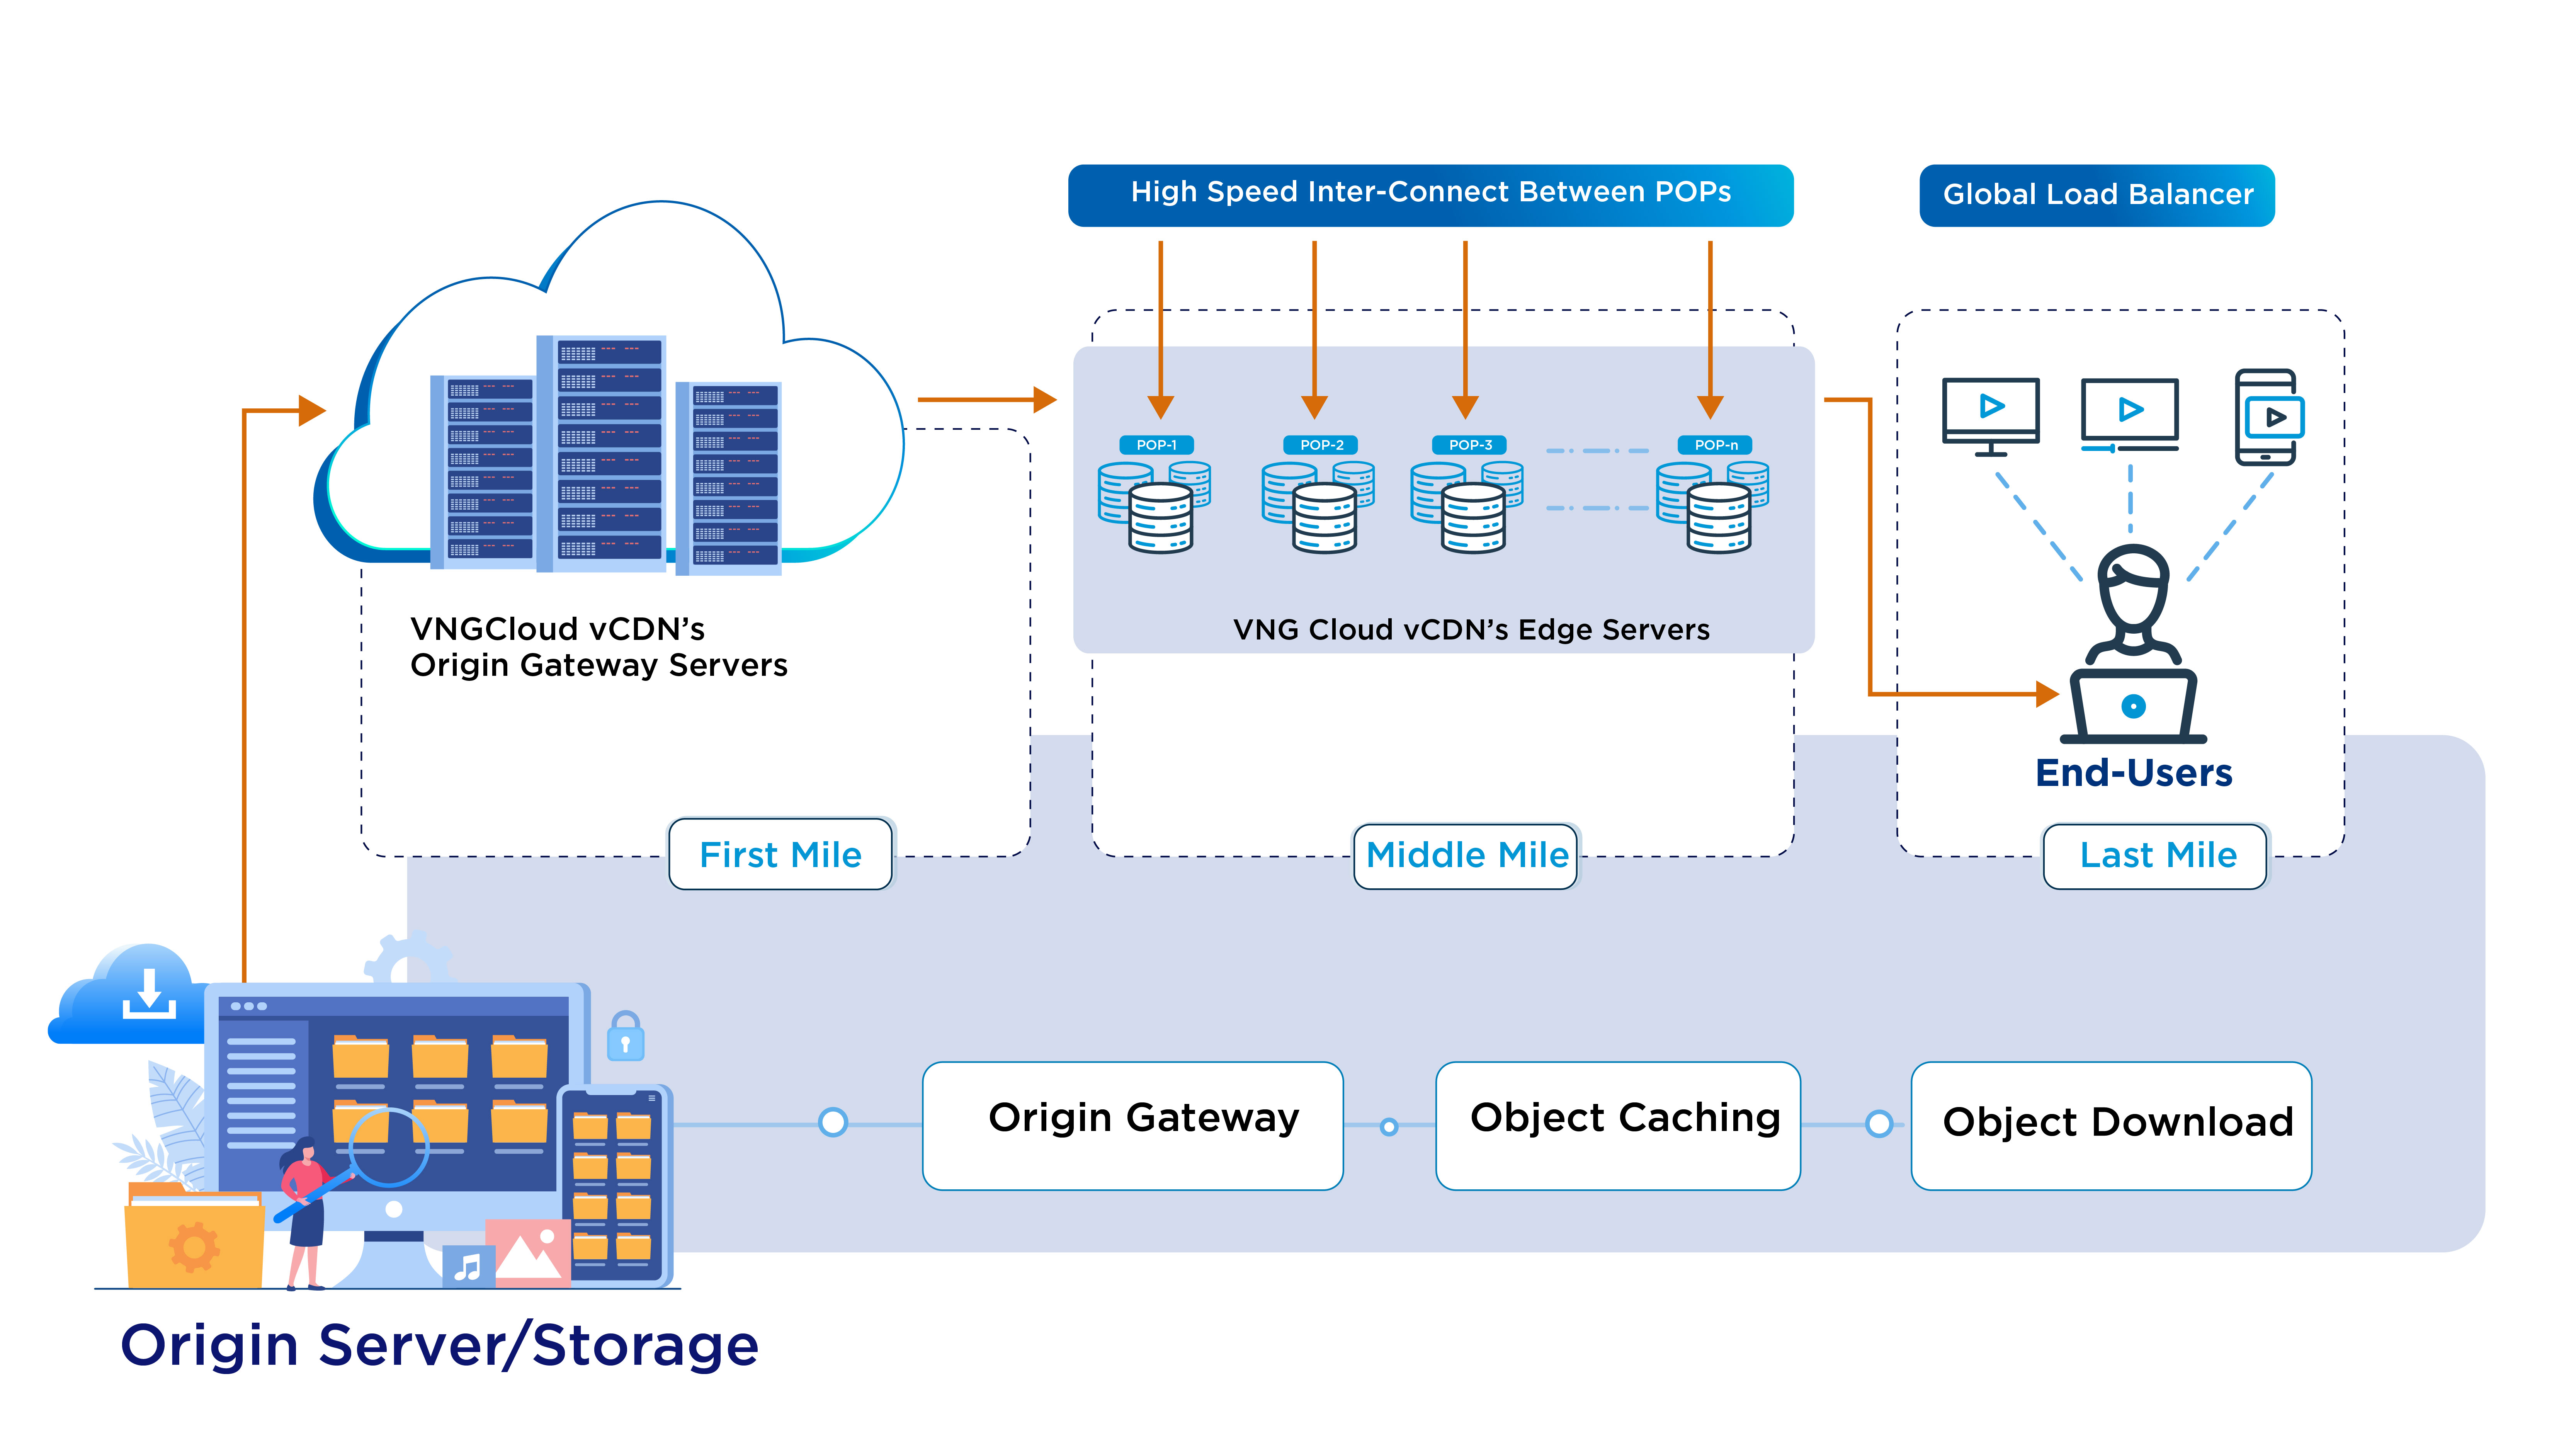 High Speed Inter-Connect Between POPs
Global Load Balancer
POP-1
POP-2
POP-3
POP-n
VNGCloud vCDN’s
Origin Gateway Servers
VNG Cloud vCDN’s Edge Servers
End-Users
First Mile
Middle Mile
Last Mile
Origin Gateway
Object Caching
Object Download
Origin Server/Storage